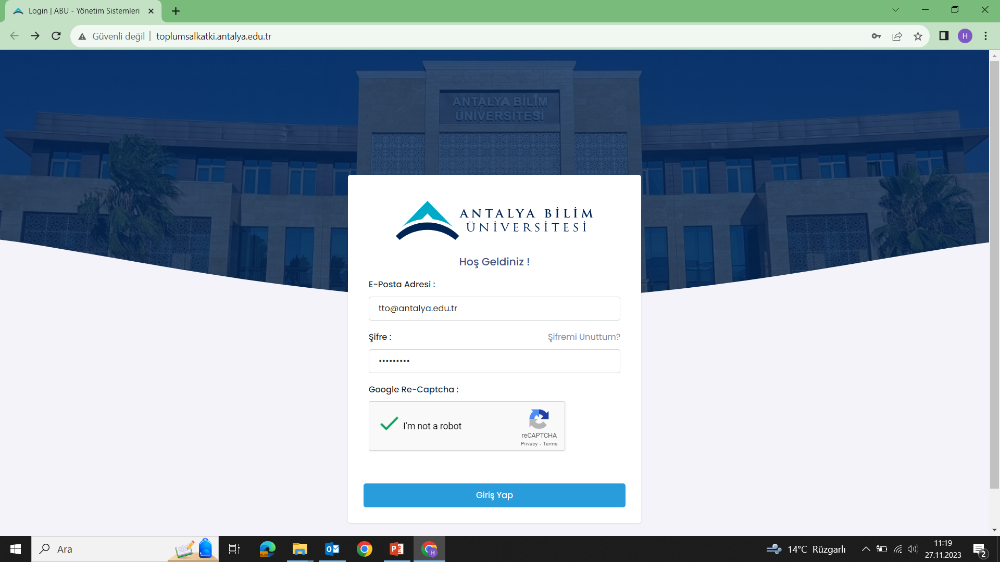 Login | ABU - Yönetim Sistemleri
Güvenli değil
toplumsalkatki.antalya.edu.tr
H
ANTALYA BİLİM
ÜNİVERSİTESİ
ANTALYA BİLİM
ÜNİVERSİTESİ
Hoş Geldiniz !
E-Posta Adresi :
tto@antalya.edu.tr
Şifre :
Şifremi Unuttum?
•••••••••
Google Re-Captcha :
I'm not a robot
reCAPTCHA
Privacy - Terms
Giriş Yap
Ara
H
14°C Rüzgarlı
11:19
27.11.2023
2